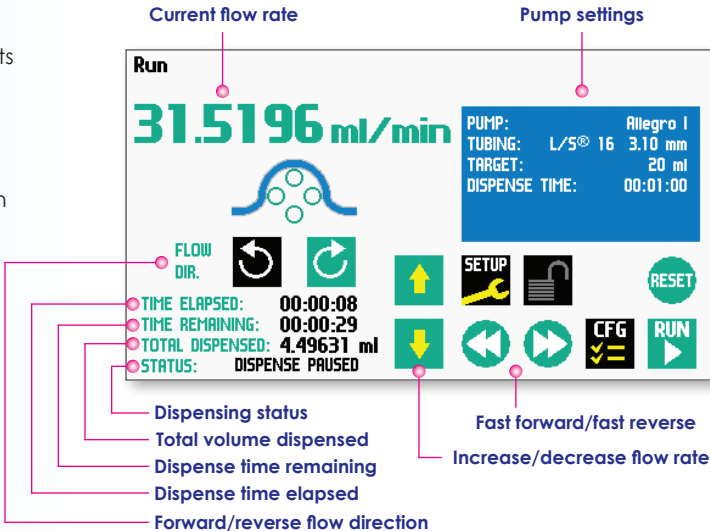 Current flow rate
Pump settings
ts
n
Run
31.5196 ml/min
PUMP: Allegro I
TUBING: L/S® 16 3.10 mm
TARGET: 20 ml
DISPENSE TIME: 00:01:00
FLOW
DIR.
SETUP
RESET
TIME ELAPSED: 00:00:08
TIME REMAINING: 00:00:29
TOTAL DISPENSED: 4.49631 ml
STATUS: DISPENSE PAUSED
CFG
RUN
Dispensing status
Total volume dispensed
Dispense time remaining
Dispense time elapsed
Forward/reverse flow direction
Fast forward/fast reverse
Increase/decrease flow rate